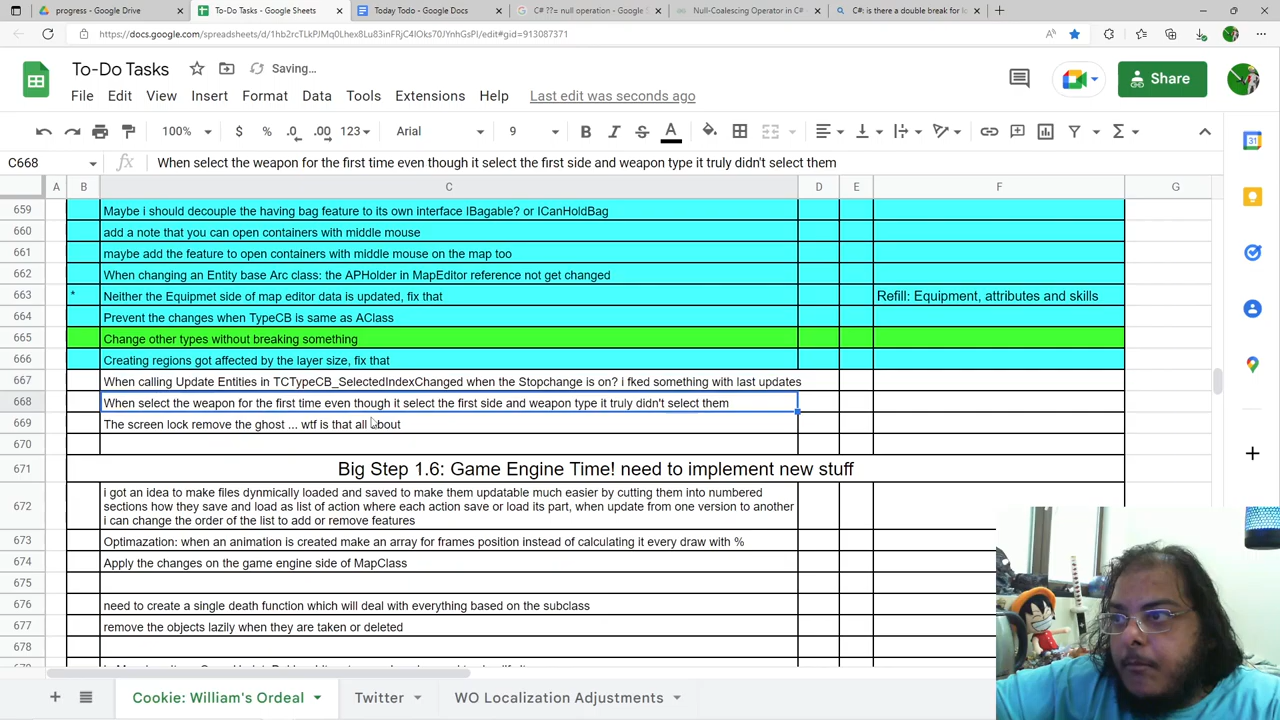 progress - Google Drive
To-Do Tasks - Google Sheets
Today Todo - Google Docs
C# ??= null operation - Google S
Null-Coalescing Operator in C#
C#: is there a double break for lo
https://docs.google.com/spreadsheets/d/1hb2rcTLkPJMq0Lhex8Lu83inFRjC4lOks70JYnhGsPI/edit#gid=913087371
To-Do Tasks
Saving...
Share
File Edit View Insert Format Data Tools Extensions Help Last edit was seconds ago
100% $ % .0 .00 123 Arial 9 B I S A
C668 fx When select the weapon for the first time even though it select the first side and weapon type it truly didn't select them
A B C D E F G
659 Maybe i should decouple the having bag feature to its own interface IBagable? or ICanHoldBag
660 add a note that you can open containers with middle mouse
661 maybe add the feature to open containers with middle mouse on the map too
662 When changing an Entity base Arc class: the APHolder in MapEditor reference not get changed
663 * Neither the Equipmet side of map editor data is updated, fix that Refill: Equipment, attributes and skills
664 Prevent the changes when TypeCB is same as AClass
665 Change other types without breaking something
666 Creating regions got affected by the layer size, fix that
667 When calling Update Entities in TCTypeCB_SelectedIndexChanged when the Stopchange is on? i fked something with last updates
668 When select the weapon for the first time even though it select the first side and weapon type it truly didn't select them
669 The screen lock remove the ghost ... wtf is that all about
670
671 Big Step 1.6: Game Engine Time! need to implement new stuff
i got an idea to make files dynmically loaded and saved to make them updatable much easier by cutting them into numbered
672 sections how they save and load as list of action where each action save or load its part, when update from one version to another
i can change the order of the list to add or remove features
673 Optimazation: when an animation is created make an array for frames position instead of calculating it every draw with %
674 Apply the changes on the game engine side of MapClass
675
676 need to create a single death function which will deal with everything based on the subclass
677 remove the objects lazily when they are taken or deleted
678
Cookie: William's Ordeal
Twitter
WO Localization Adjustments